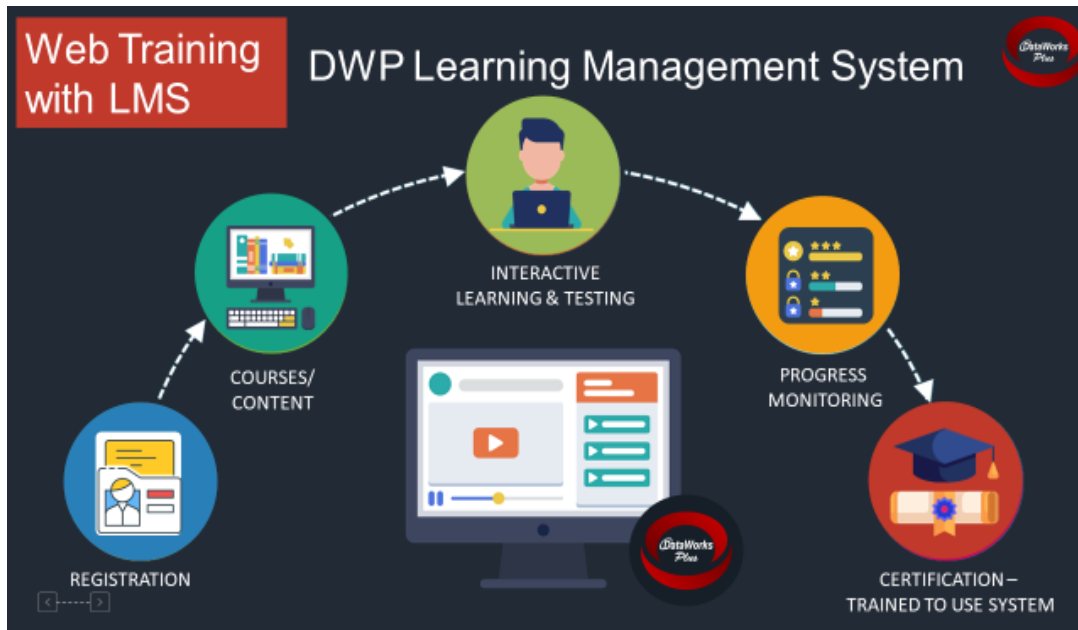 Web Training
with LMS
DWP Learning Management System
DataWorks
Plus
INTERACTIVE
LEARNING & TESTING
COURSES/
CONTENT
PROGRESS
MONITORING
REGISTRATION
DataWorks
Plus
CERTIFICATION –
TRAINED TO USE SYSTEM